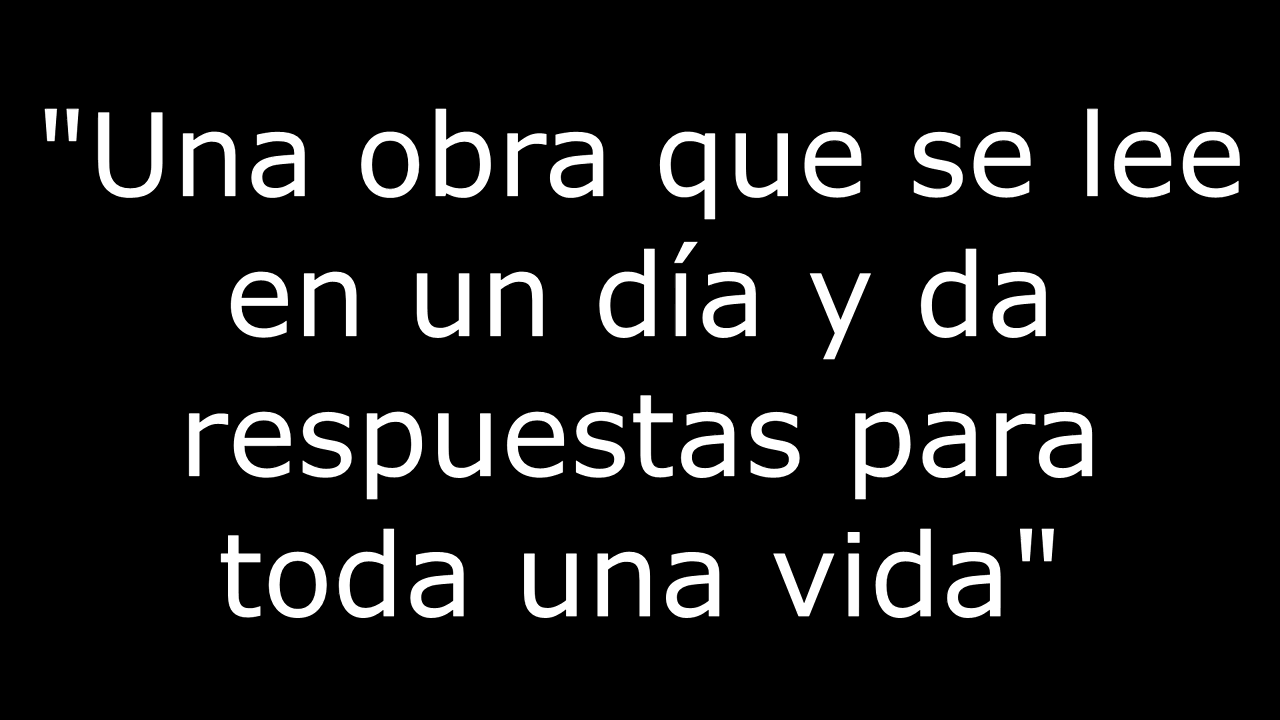 "Una obra que se lee
en un día y da
respuestas para
toda una vida"